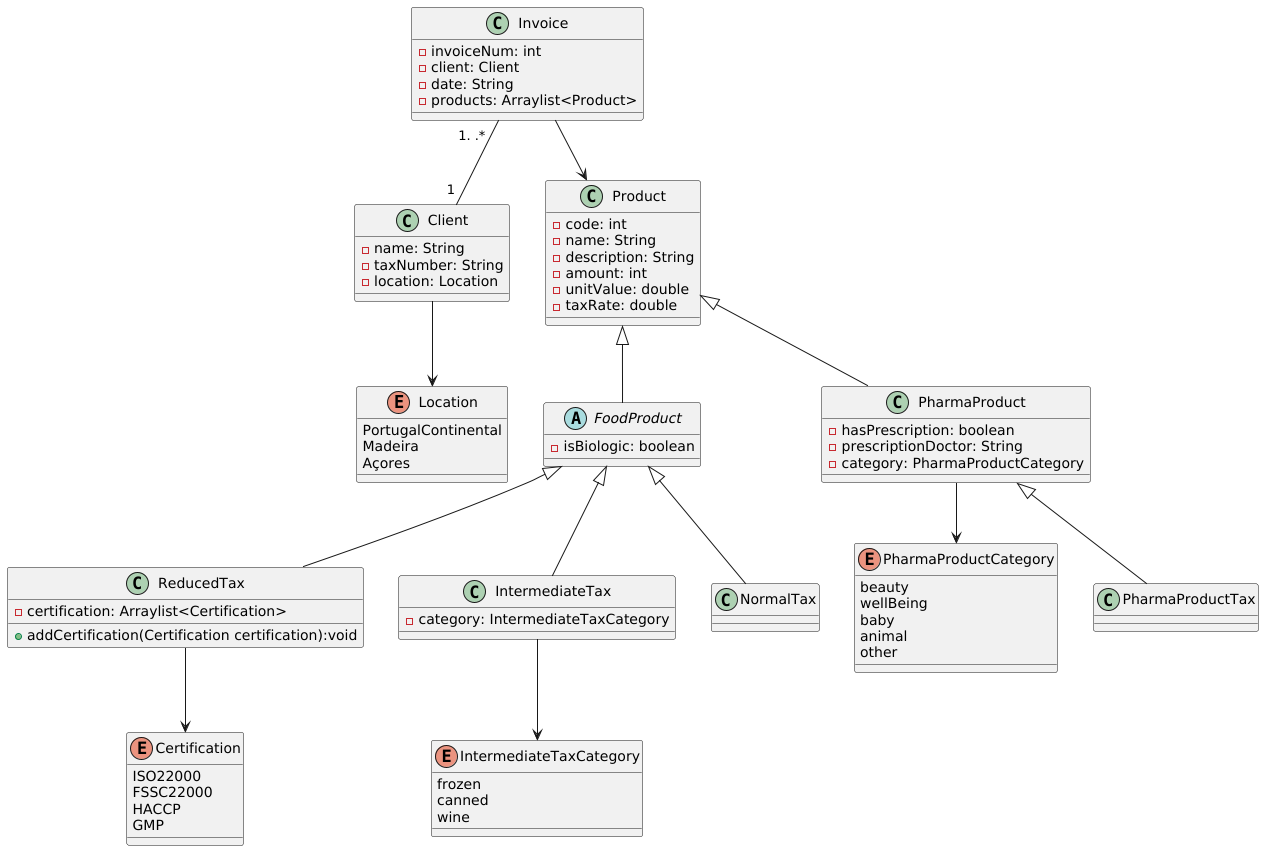 C Invoice
invoiceNum: int
client: Client
date: String
products: Arraylist<Product>
1. .*
1
C Client
name: String
taxNumber: String
location: Location
C Product
code: int
name: String
description: String
amount: int
unitValue: double
taxRate: double
E Location
PortugalContinental
Madeira
Açores
A FoodProduct
isBiologic: boolean
C PharmaProduct
hasPrescription: boolean
prescriptionDoctor: String
category: PharmaProductCategory
C ReducedTax
certification: Arraylist<Certification>
addCertification(Certification certification):void
C IntermediateTax
category: IntermediateTaxCategory
C NormalTax
E PharmaProductCategory
beauty
wellBeing
baby
animal
other
C PharmaProductTax
E Certification
ISO22000
FSSC22000
HACCP
GMP
E IntermediateTaxCategory
frozen
canned
wine